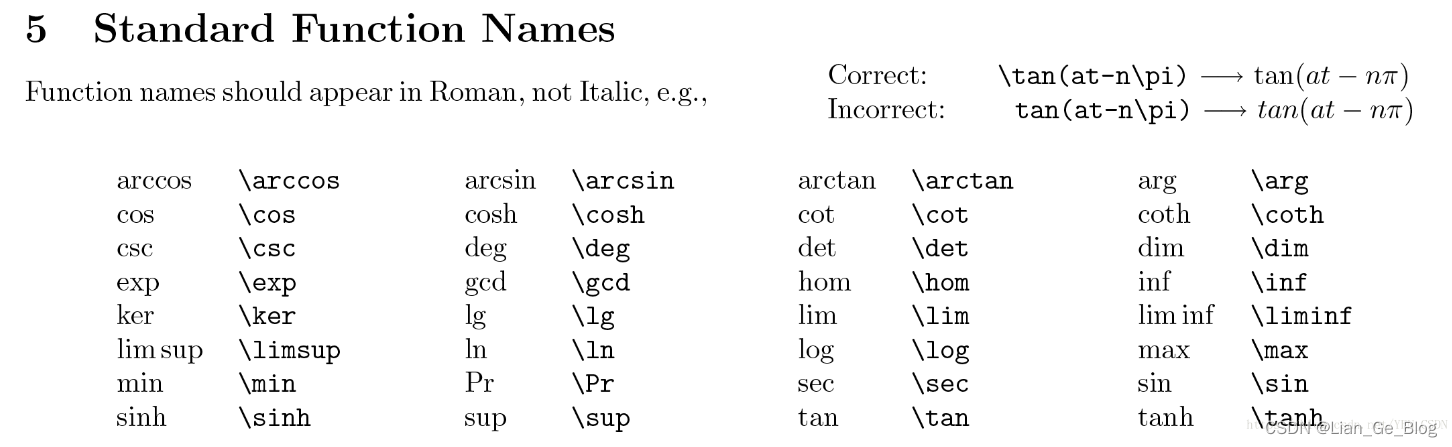 5 Standard Function Names
Function names should appear in Roman, not Italic, e.g.,
Correct: \tan(at-n\pi) ⟶ tan(at − nπ)
Incorrect: tan(at-n\pi) ⟶ tan(at − nπ)
arccos \arccos arcsin \arcsin arctan \arctan arg \arg
cos \cos cosh \cosh cot \cot coth \coth
csc \csc deg \deg det \det dim \dim
exp \exp gcd \gcd hom \hom inf \inf
ker \ker lg \lg lim \lim lim inf \liminf
lim sup \limsup ln \ln log \log max \max
min \min Pr \Pr sec \sec sin \sin
sinh \sinh sup \sup tan \tan tanh \tanh
CSDN @Lian_Ge_Blog